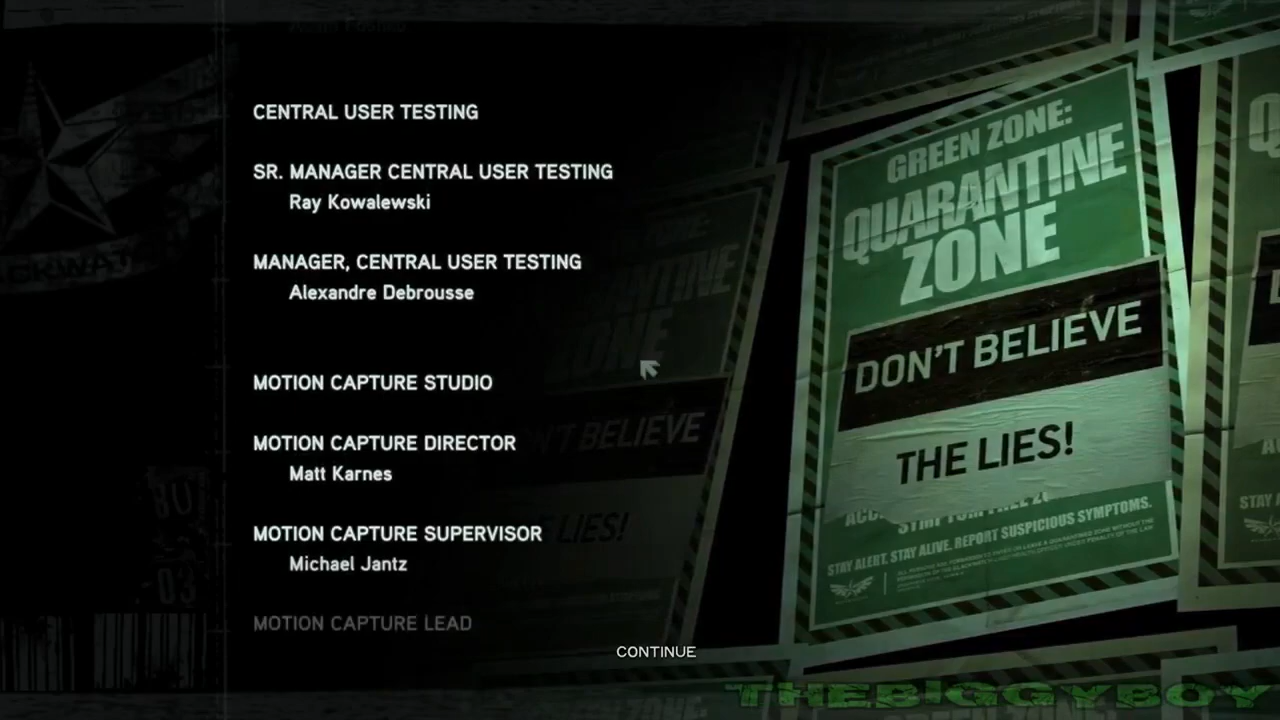 CENTRAL USER TESTING
SR. MANAGER CENTRAL USER TESTING
Ray Kowalewski
MANAGER, CENTRAL USER TESTING
Alexandre Debrousse
MOTION CAPTURE STUDIO
MOTION CAPTURE DIRECTOR
Matt Karnes
MOTION CAPTURE SUPERVISOR
Michael Jantz
MOTION CAPTURE LEAD
CONTINUE
GREEN ZONE:
QUARANTINE
ZONE
DON'T BELIEVE
THE LIES!
STAY ALERT. STAY ALIVE. REPORT SUSPICIOUS SYMPTOMS.
BELIEVE
LIES!
THEBIGGYBOY